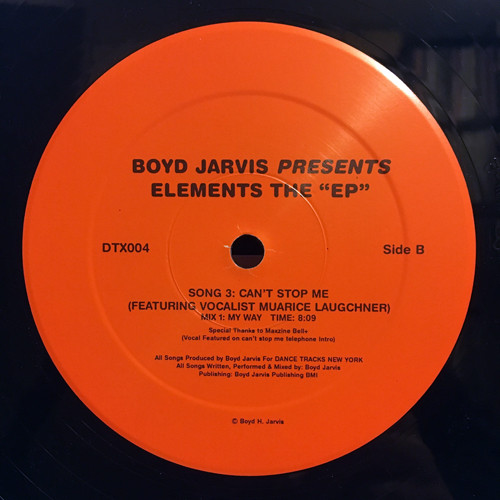 BOYD JARVIS PRESENTS
ELEMENTS THE “EP”
DTX004
Side B
SONG 3: CAN'T STOP ME
(FEATURING VOCALIST MUARICE LAUGCHNER)
MIX 1: MY WAY TIME: 8:09
Special Thanks to Maxzine Bell+
(Vocal Featured on can't stop me telephone Intro)
All Songs Produced by Boyd Jarvis For DANCE TRACKS NEW YORK
All Songs Written, Performed & Mixed by: Boyd Jarvis
Publishing: Boyd Jarvis Publishing BMI
© Boyd H. Jarvis